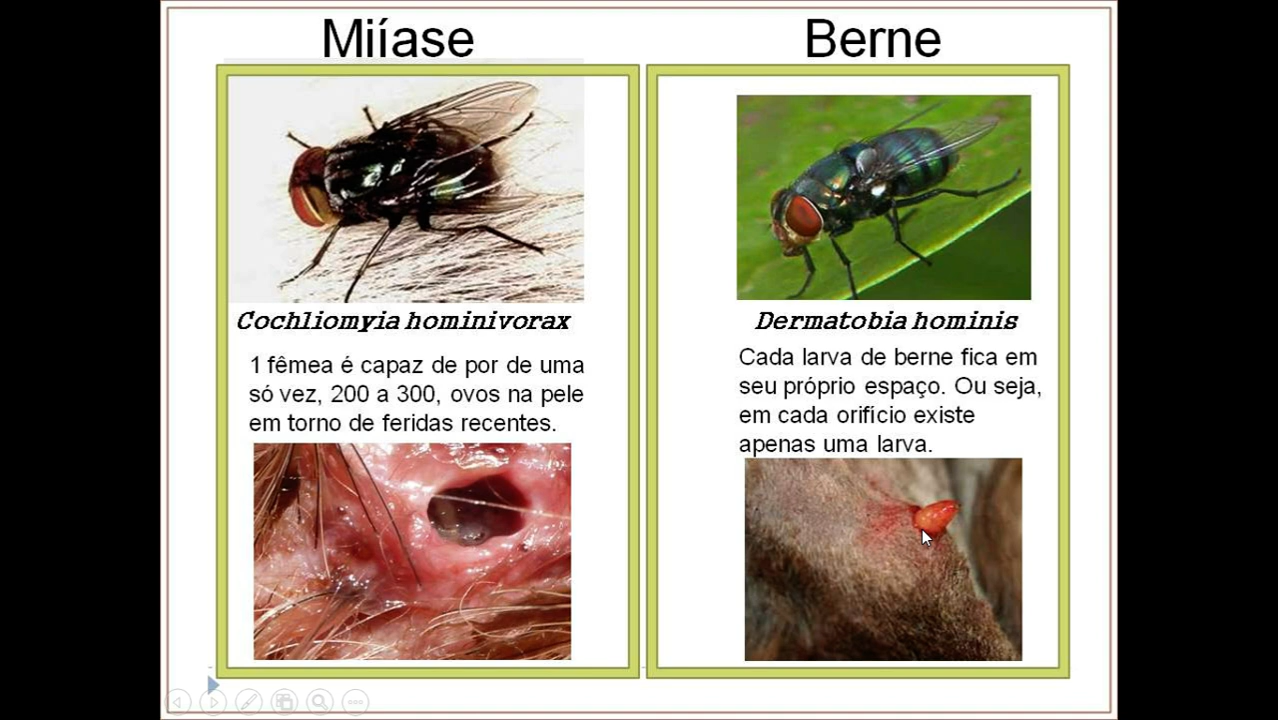 Miíase
Berne
Cochliomyia hominivorax
1 fêmea é capaz de por de uma
só vez, 200 a 300, ovos na pele
em torno de feridas recentes.
Dermatobia hominis
Cada larva de berne fica em
seu próprio espaço. Ou seja,
em cada orifício existe
apenas uma larva.